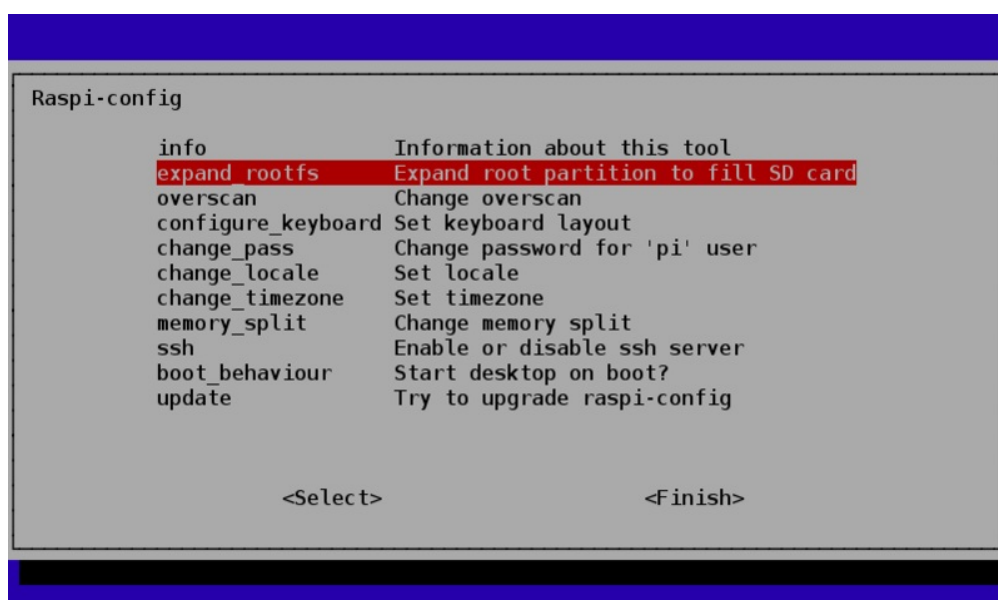 Raspi-config
info Information about this tool
expand_rootfs Expand root partition to fill SD card
overscan Change overscan
configure_keyboard Set keyboard layout
change_pass Change password for 'pi' user
change_locale Set locale
change_timezone Set timezone
memory_split Change memory split
ssh Enable or disable ssh server
boot_behaviour Start desktop on boot?
update Try to upgrade raspi-config
<Select> <Finish>